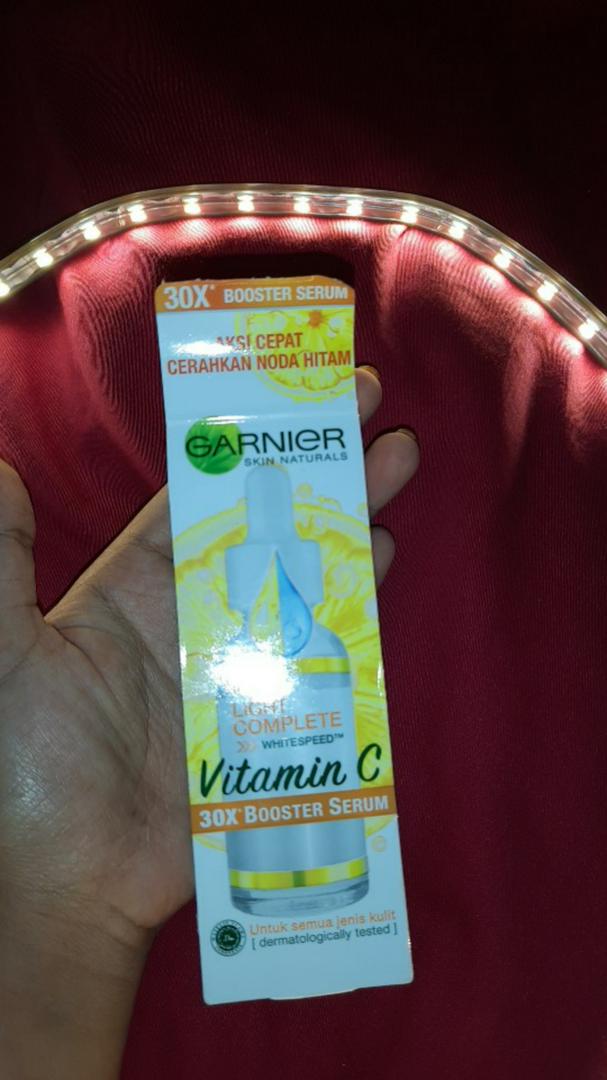 30X* BOOSTER SERUM
AKSI CEPAT
CERAHKAN NODA HITAM
GARNIER
SKIN NATURALS
LIGHT
COMPLETE
WHITESPEED™
Vitamin C
30X* BOOSTER SERUM
Untuk semua jenis kulit
[ dermatologically tested ]